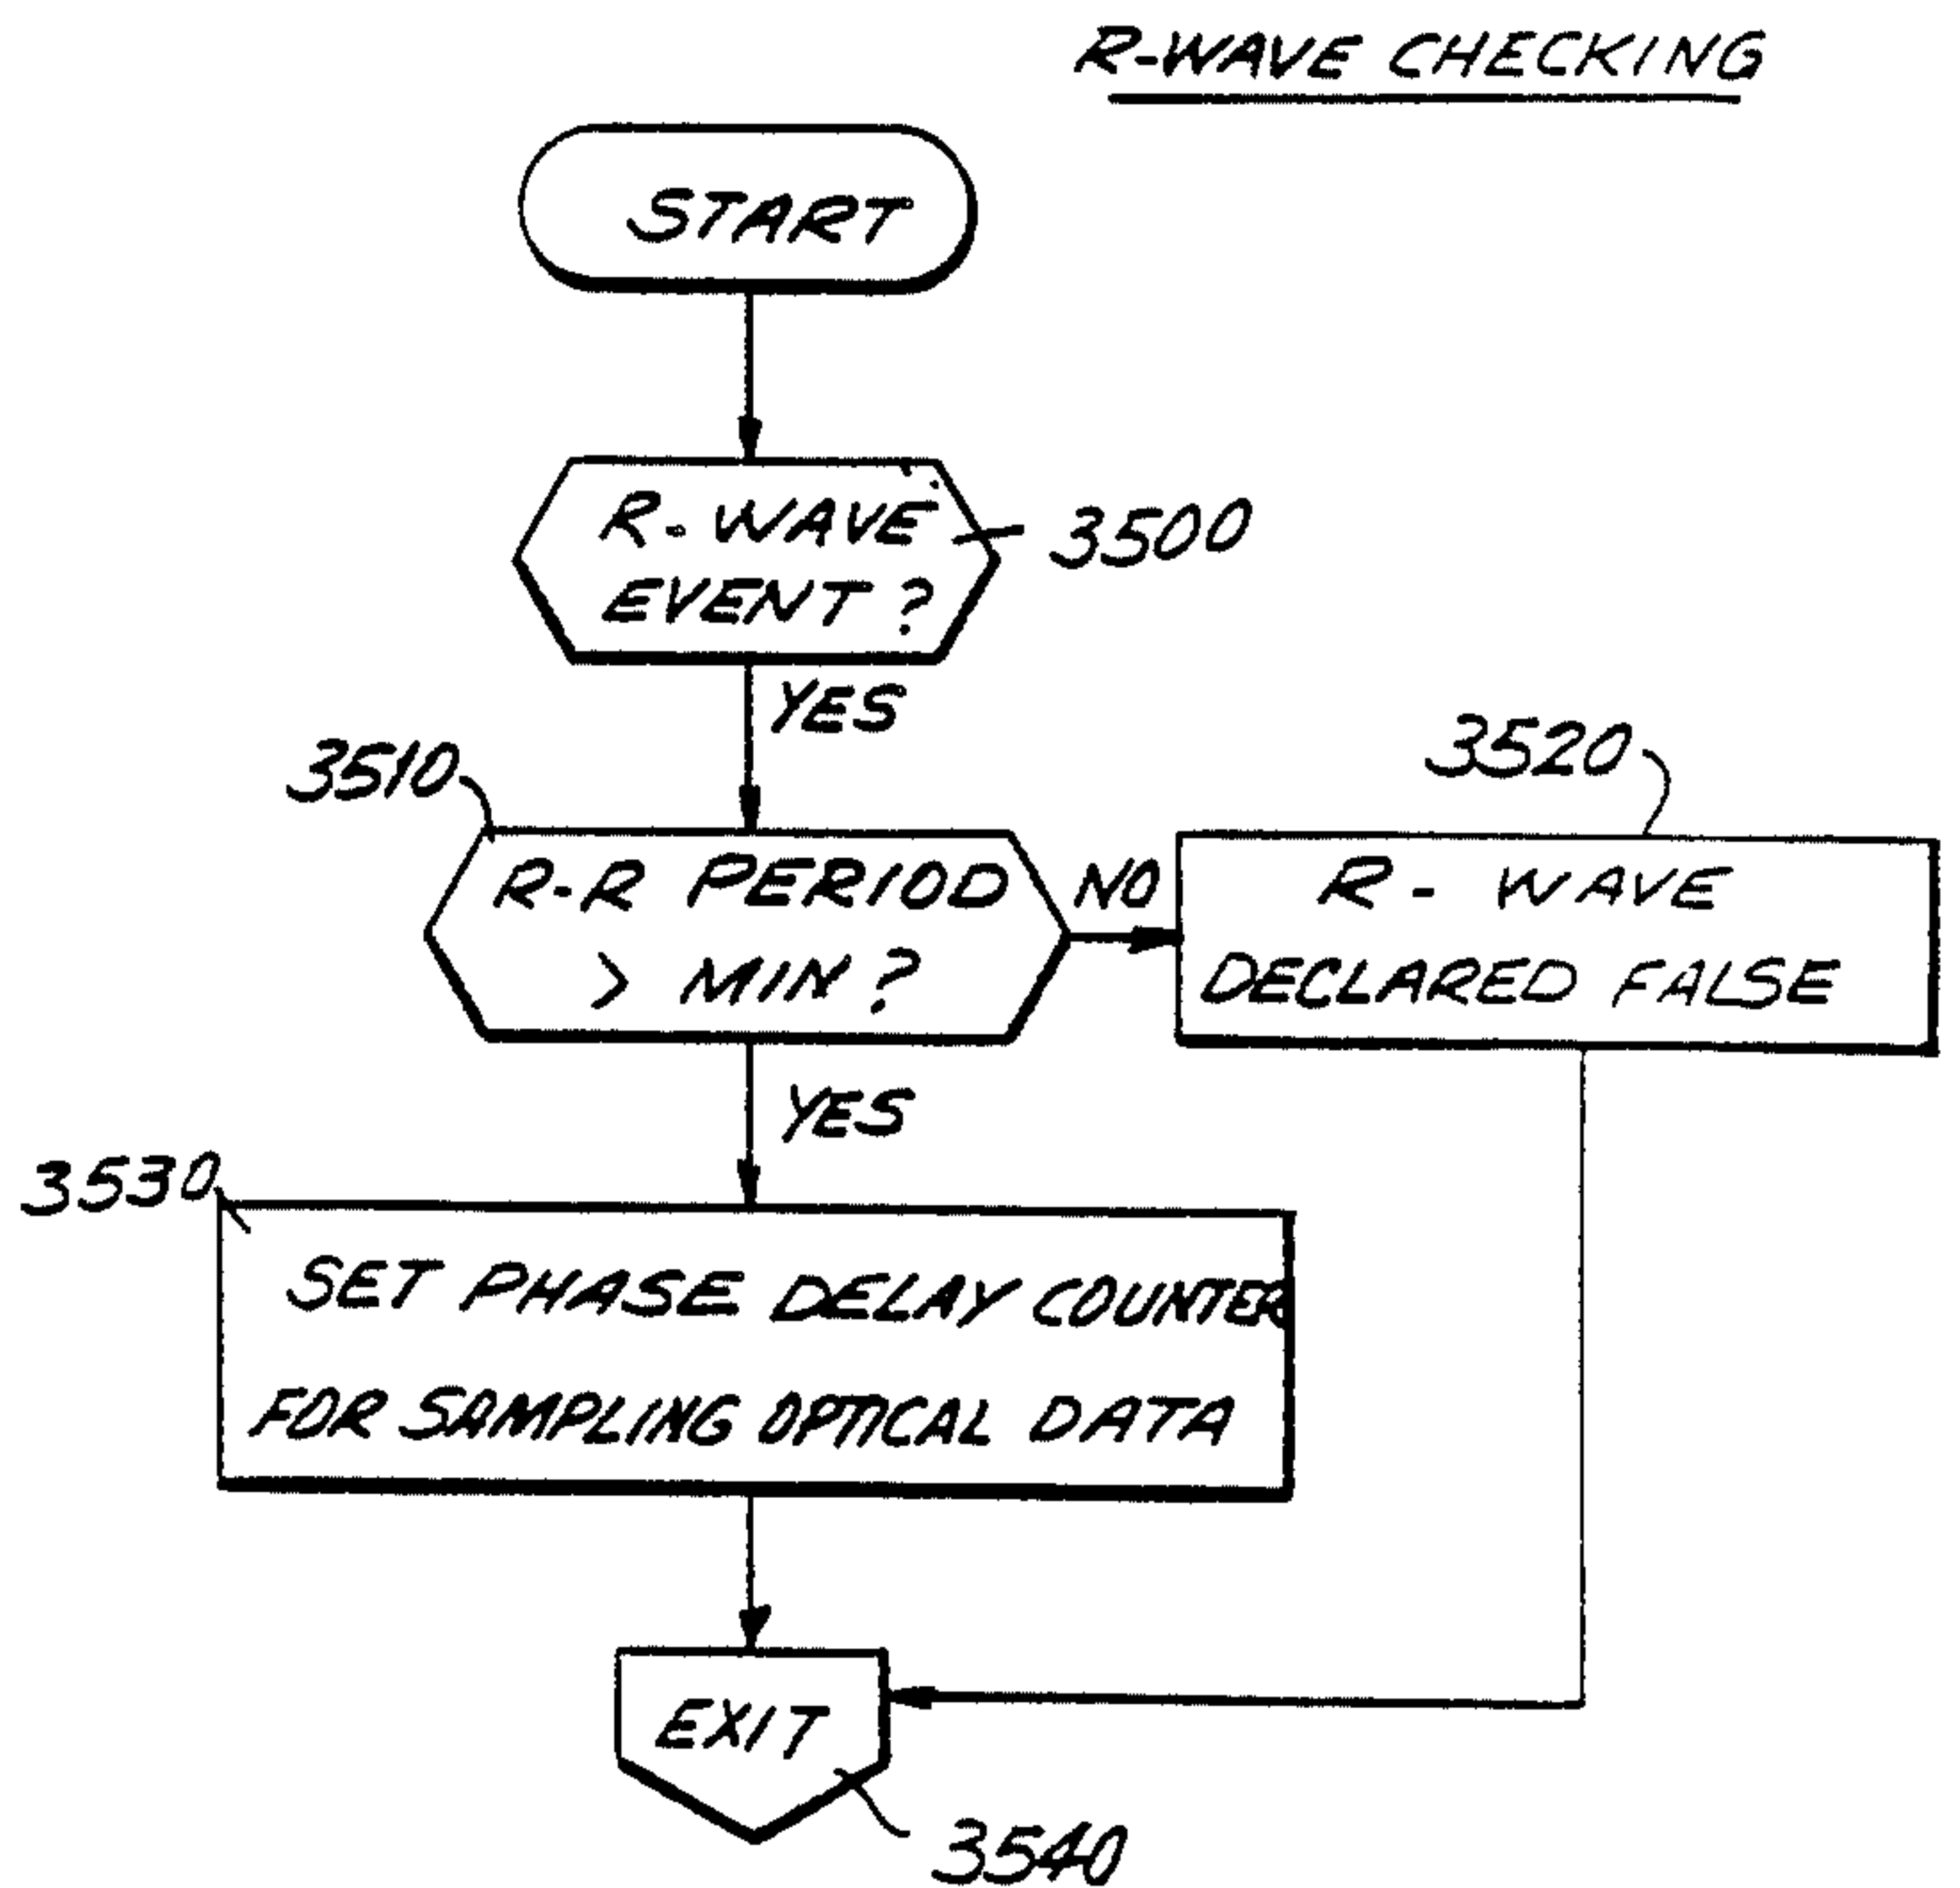 R-WAVE CHECKING
START
R-WAVE
EVENT?
3500
YES
3510
R-R PERIOD
> MIN?
NO
3520
R- WAVE
DECLARED FALSE
YES
3530
SET PHASE DELAY COUNTER
FOR SAMPLING OPTICAL DATA
EXIT
3540